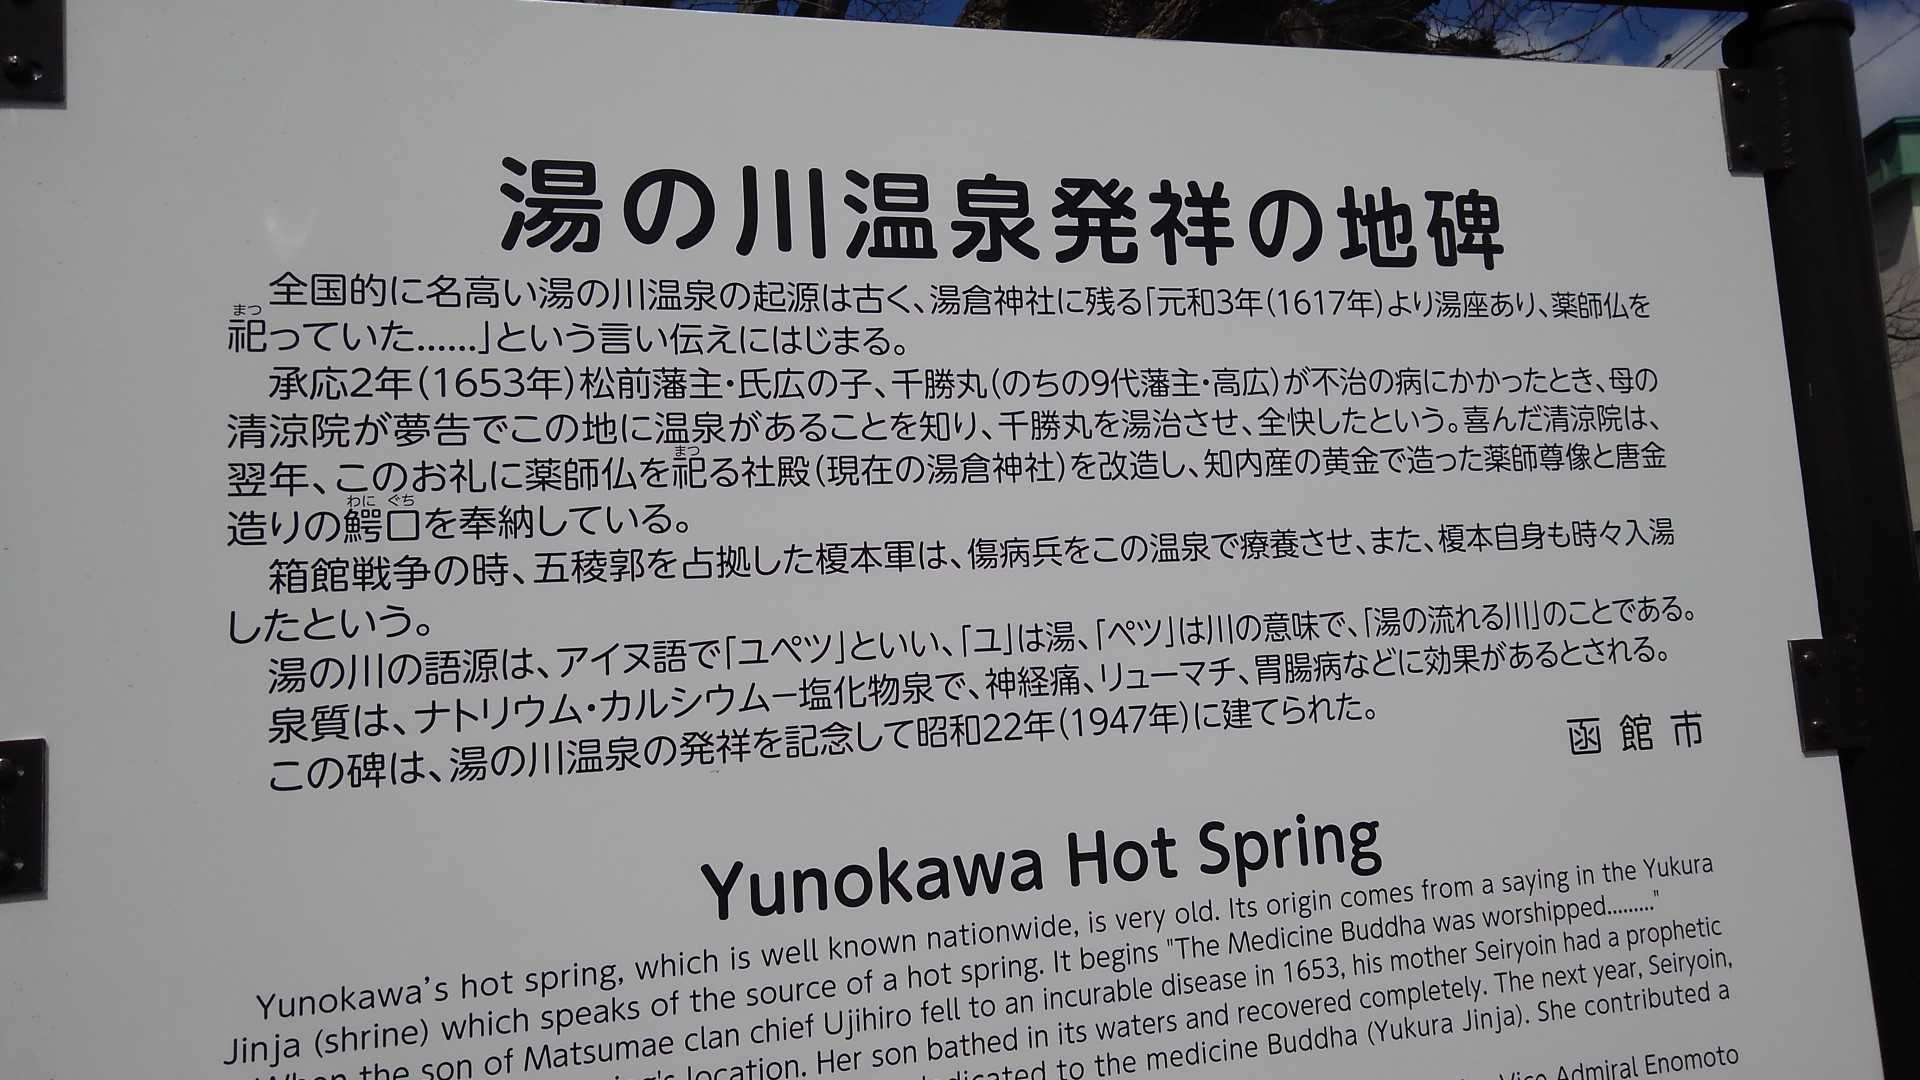 湯の川温泉発祥の地碑
全国的に名高い湯の川温泉の起源は古く、湯倉神社に残る「元和3年(1617年)より湯座あり、薬師仏を
まつ
祀っていた……」という言い伝えにはじまる。
承応2年(1653年)松前藩主・氏広の子、千勝丸(のちの9代藩主・高広)が不治の病にかかったとき、母の
清涼院が夢告でこの地に温泉があることを知り、千勝丸を湯治させ、全快したという。喜んだ清涼院は、
まつ
翌年、このお礼に薬師仏を祀る社殿(現在の湯倉神社)を改造し、知内産の黄金で造った薬師尊像と唐金
わに ぐち
造りの鰐口を奉納している。
箱館戦争の時、五稜郭を占拠した榎本軍は、傷病兵をこの温泉で療養させ、また、榎本自身も時々入湯
したという。
湯の川の語源は、アイヌ語で「ユペツ」といい、「ユ」は湯、「ペツ」は川の意味で、「湯の流れる川」のことである。
泉質は、ナトリウム・カルシウム－塩化物泉で、神経痛、リューマチ、胃腸病などに効果があるとされる。
この碑は、湯の川温泉の発祥を記念して昭和22年(1947年)に建てられた。
函館市
Yunokawa Hot Spring
Yunokawa's hot spring, which is well known nationwide, is very old. Its origin comes from a saying in the Yukura
Jinja (shrine) which speaks of the source of a hot spring. It begins "The Medicine Buddha was worshipped........."
When the son of Matsumae clan chief Ujihiro fell to an incurable disease in 1653, his mother Seiryoin had a prophetic
location. Her son bathed in its waters and recovered completely. The next year, Seiryoin,
dedicated to the medicine Buddha (Yukura Jinja). She contributed a
Vice Admiral Enomoto